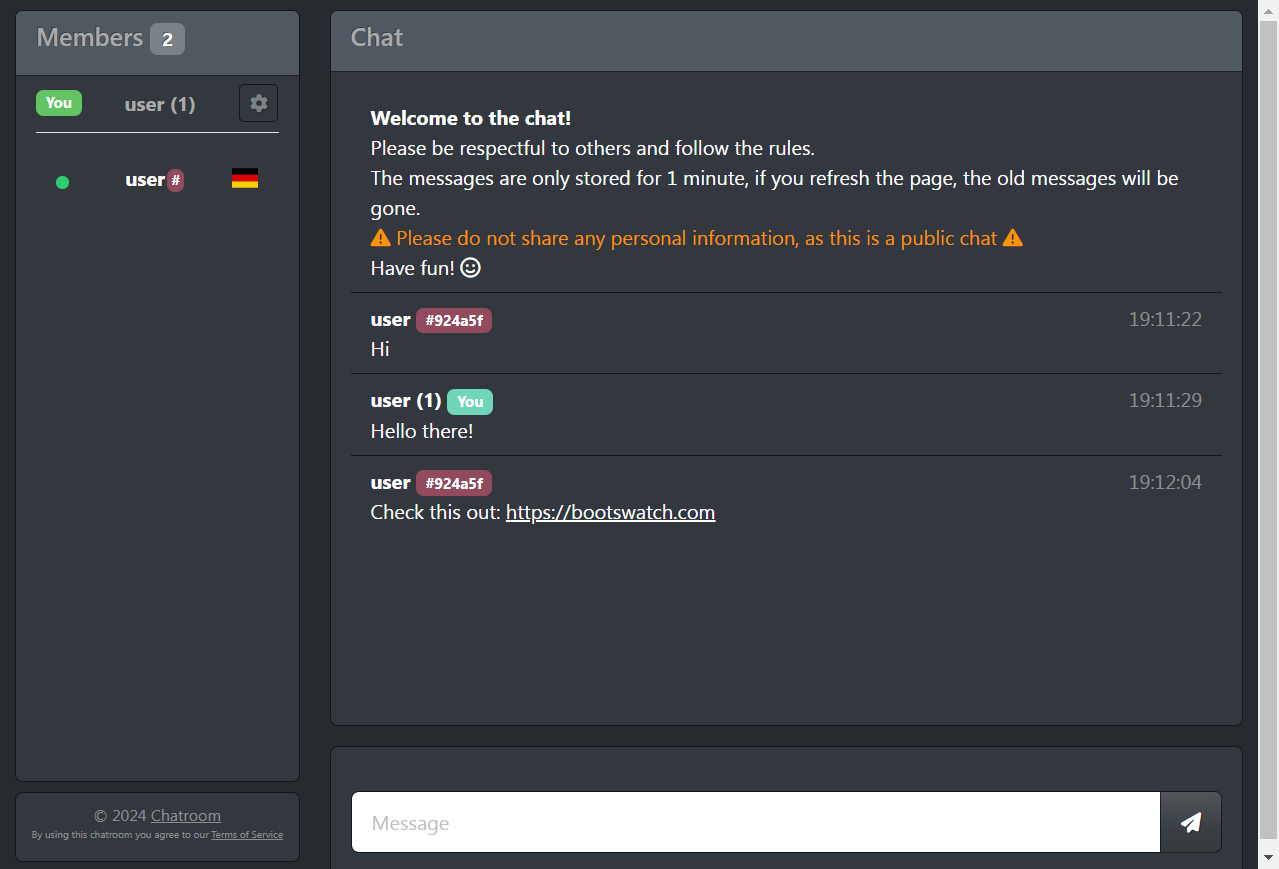 Members 2
You user (1)
user #
© 2024 Chatroom
By using this chatroom you agree to our Terms of Service
Chat
Welcome to the chat!
Please be respectful to others and follow the rules.
The messages are only stored for 1 minute, if you refresh the page, the old messages will be
gone.
Please do not share any personal information, as this is a public chat
Have fun!
user #924a5f 19:11:22
Hi
user (1) You 19:11:29
Hello there!
user #924a5f 19:12:04
Check this out: https://bootswatch.com
Message